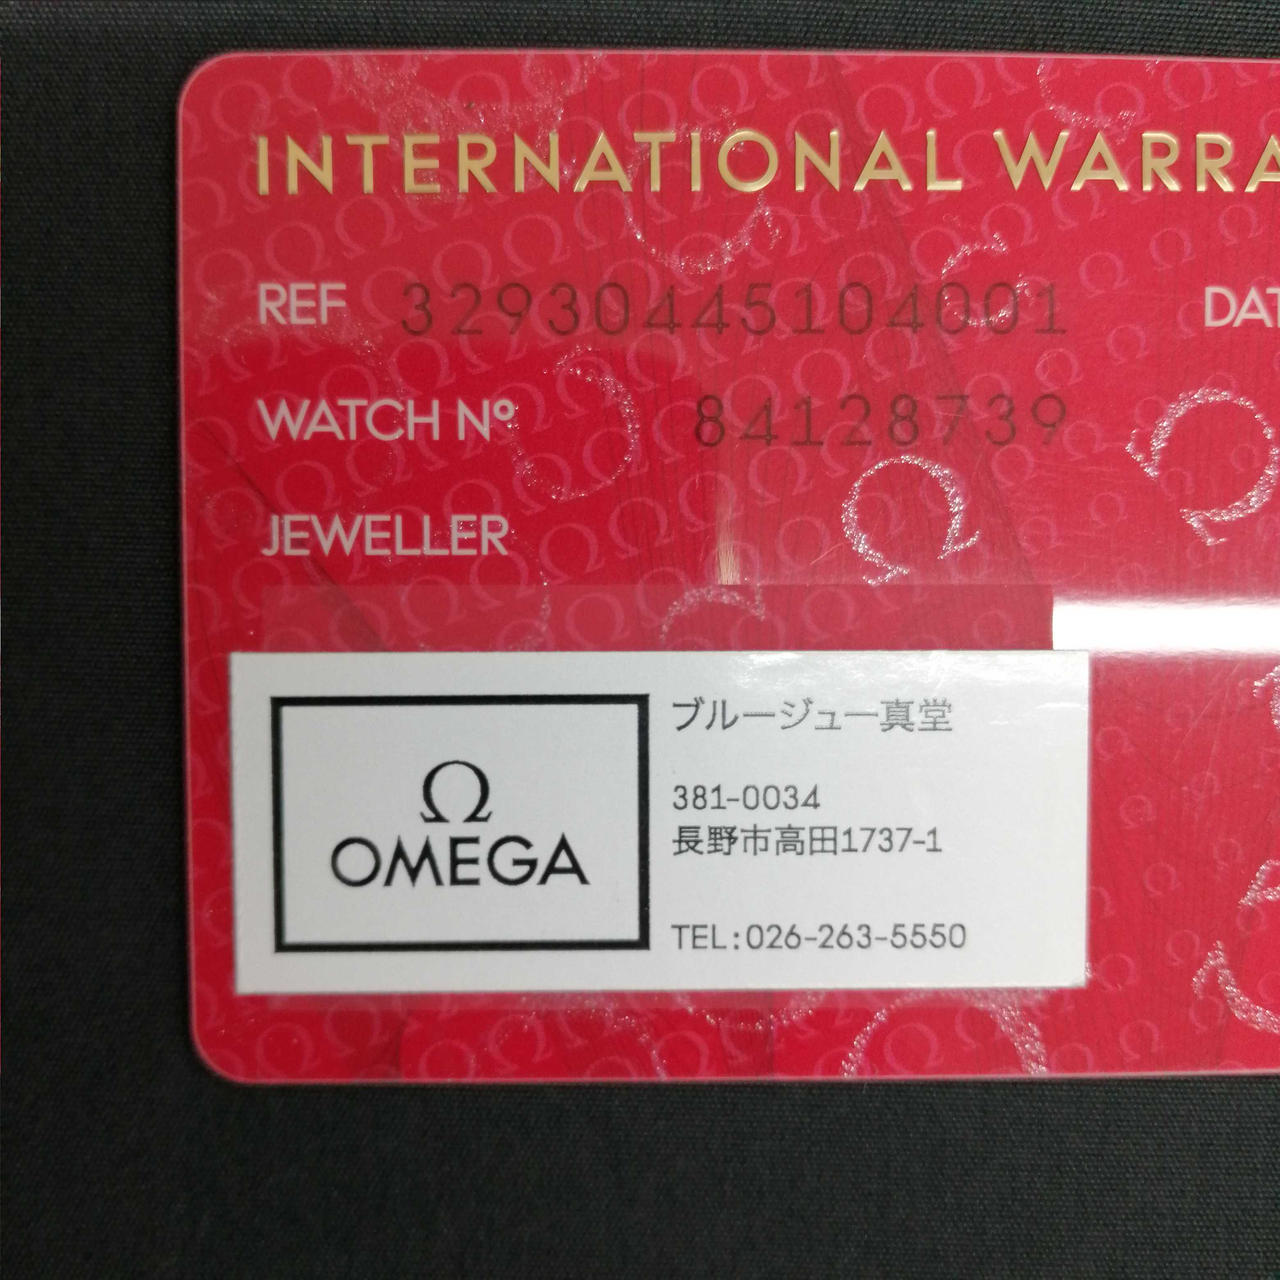 INTERNATIONAL WARRA
REF 32930445104001 DAT
WATCH Nº 84128739
JEWELLER
Ω
OMEGA
ブルージュー真堂
381-0034
長野市高田1737-1
TEL:026-263-5550